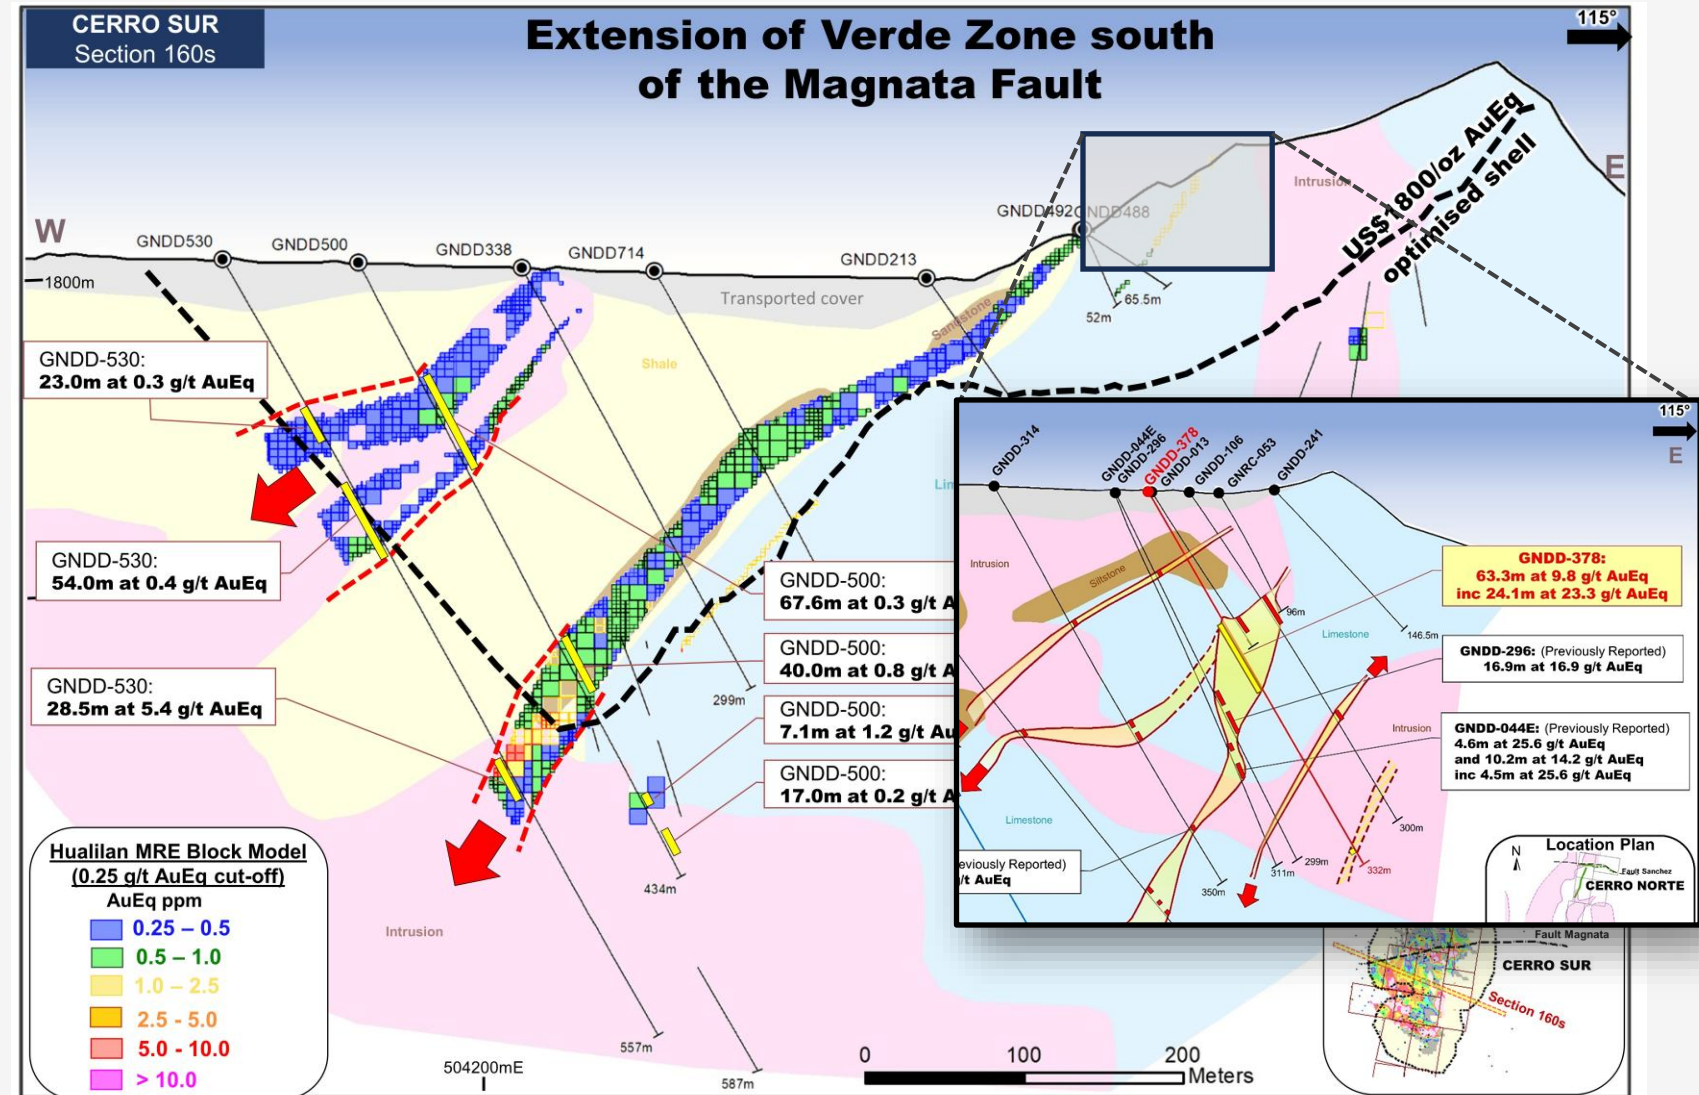 CERRO SUR
Section 160s
Extension of Verde Zone south
of the Magnata Fault
115°
W
E
GNDD530
GNDD500
GNDD338
GNDD714
GNDD213
GNDD492
GNDD488
1800m
Transported cover
Sandstone
Shale
Intrusion
US$1800/oz AuEq
optimised shell
65.5m
52m
GNDD-530:
23.0m at 0.3 g/t AuEq
GNDD-530:
54.0m at 0.4 g/t AuEq
GNDD-530:
28.5m at 5.4 g/t AuEq
GNDD-500:
67.6m at 0.3 g/t A
GNDD-500:
40.0m at 0.8 g/t A
GNDD-500:
7.1m at 1.2 g/t Au
GNDD-500:
17.0m at 0.2 g/t A
Lim
299m
434m
557m
587m
Intrusion
Hualilan MRE Block Model
(0.25 g/t AuEq cut-off)
AuEq ppm
0.25 – 0.5
0.5 – 1.0
1.0 – 2.5
2.5 - 5.0
5.0 - 10.0
> 10.0
504200mE
0 100 200
Meters
115°
E
GNDD-314
GNDD-044E
GNDD-296
GNDD-378
GNDD-013
GNDD-106
GNRC-053
GNDD-241
Intrusion
Siltstone
96m
146.5m
Limestone
GNDD-378:
63.3m at 9.8 g/t AuEq
inc 24.1m at 23.3 g/t AuEq
GNDD-296: (Previously Reported)
16.9m at 16.9 g/t AuEq
Intrusion
GNDD-044E: (Previously Reported)
4.6m at 25.6 g/t AuEq
and 10.2m at 14.2 g/t AuEq
inc 4.5m at 25.6 g/t AuEq
Limestone
300m
299m
311m
332m
350m
eviously Reported)
/t AuEq
Location Plan
N
Fault Sanchez
CERRO NORTE
Fault Magnata
CERRO SUR
Section 160s